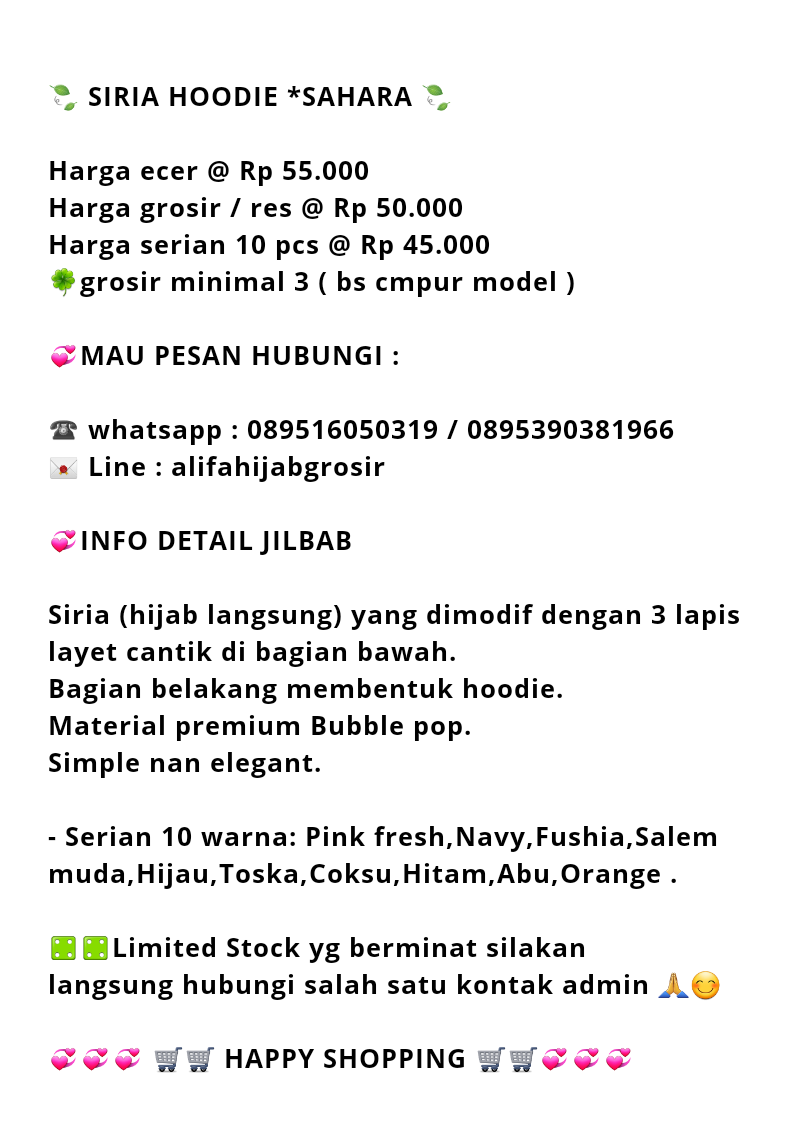 🍃 SIRIA HOODIE *SAHARA 🍃
Harga ecer @ Rp 55.000
Harga grosir / res @ Rp 50.000
Harga serian 10 pcs @ Rp 45.000
🍀grosir minimal 3 ( bs cmpur model )
💞MAU PESAN HUBUNGI :
☎ whatsapp : 089516050319 / 0895390381966
💌 Line : alifahijabgrosir
💞INFO DETAIL JILBAB
Siria (hijab langsung) yang dimodif dengan 3 lapis
layet cantik di bagian bawah.
Bagian belakang membentuk hoodie.
Material premium Bubble pop.
Simple nan elegant.
- Serian 10 warna: Pink fresh,Navy,Fushia,Salem
muda,Hijau,Toska,Coksu,Hitam,Abu,Orange .
🎲🎲Limited Stock yg berminat silakan
langsung hubungi salah satu kontak admin 🙏😊
💞💞💞 🛒🛒 HAPPY SHOPPING 🛒🛒💞💞💞